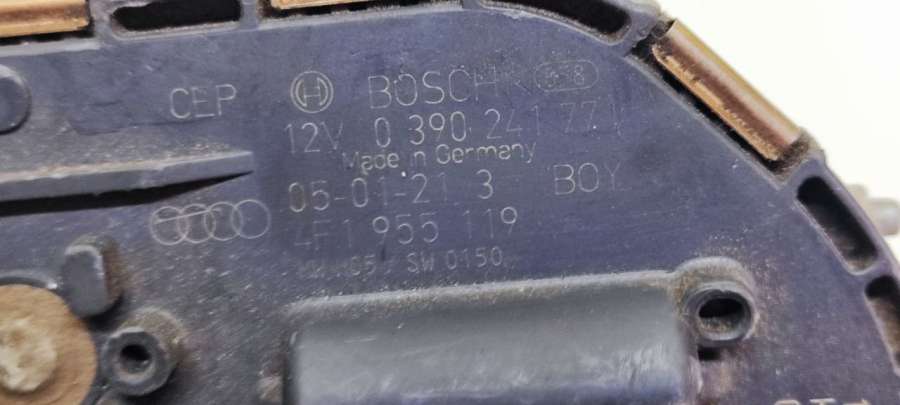 CEP BOSCH
12V 0 390 241 771
Made in Germany
05-01-21 3 BOY
4F1 955 119
SW 0150